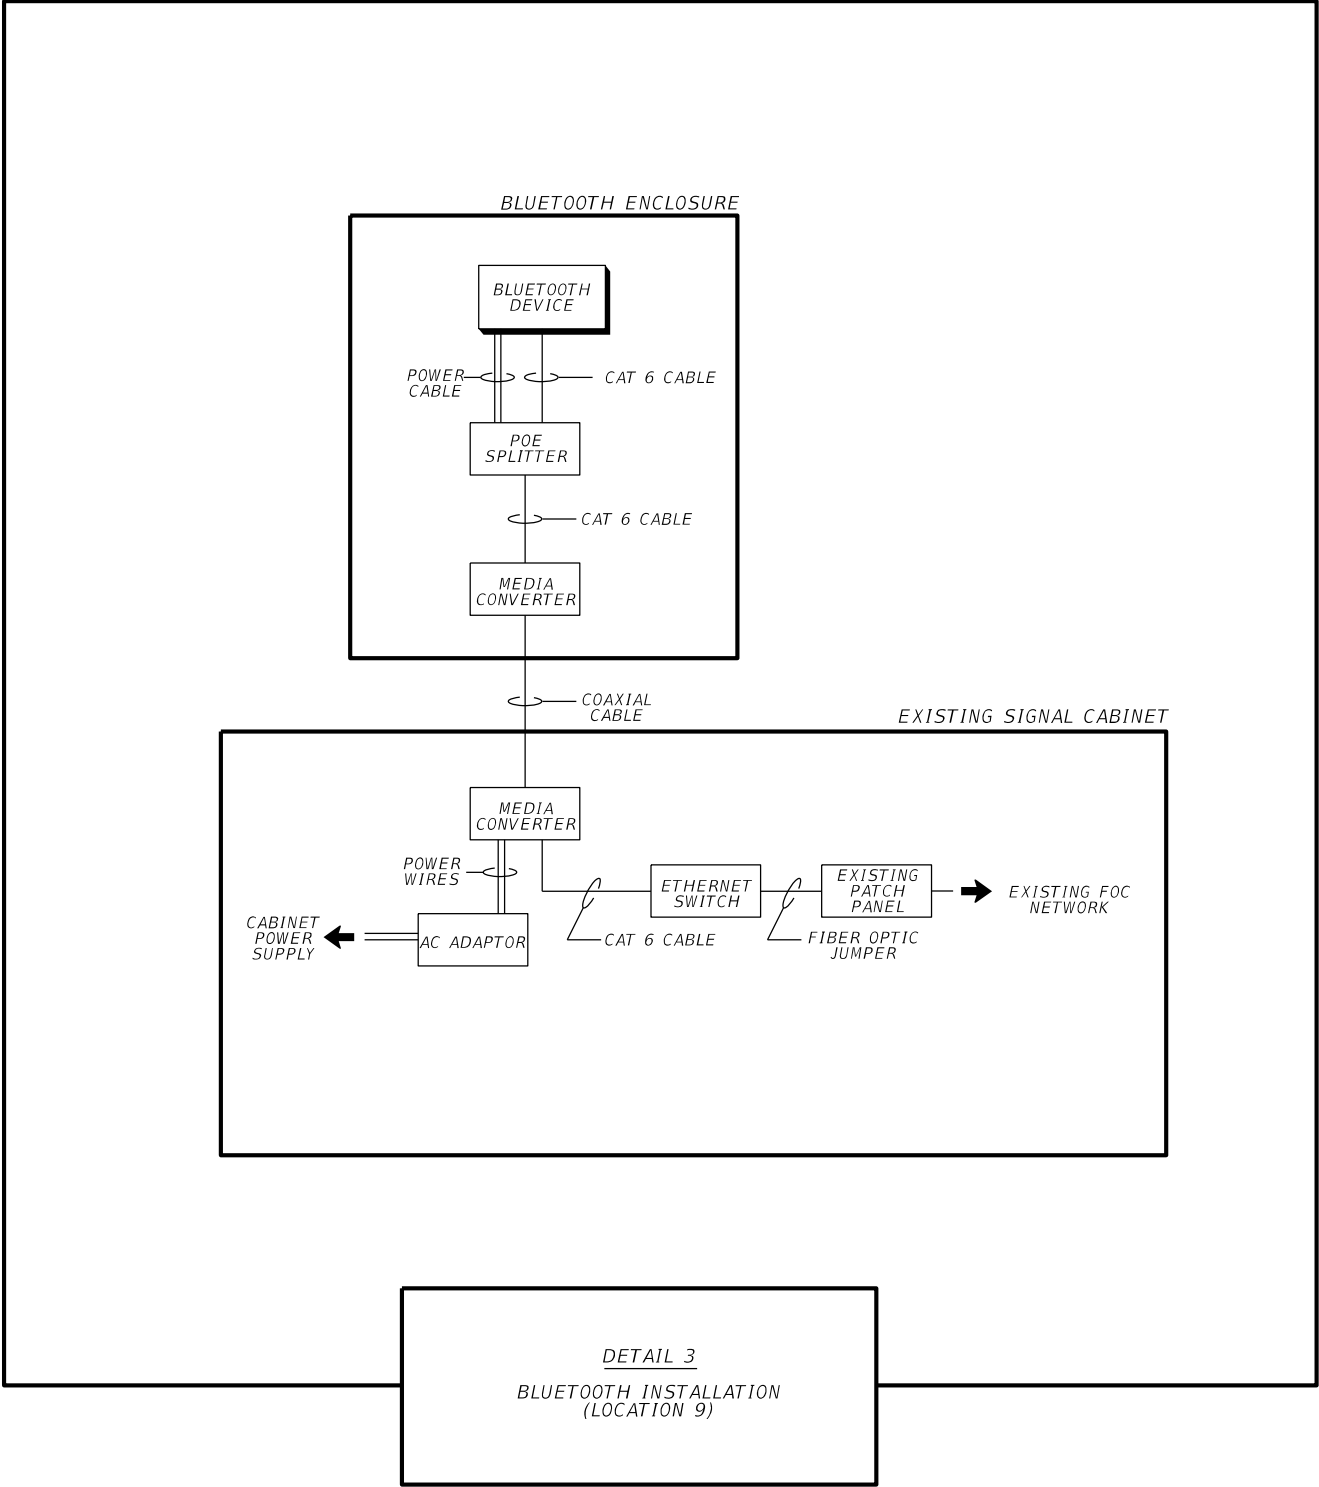 BLUETOOTH ENCLOSURE
BLUETOOTH
DEVICE
POWER
CABLE
CAT 6 CABLE
POE
SPLITTER
CAT 6 CABLE
MEDIA
CONVERTER
COAXIAL
CABLE
EXISTING SIGNAL CABINET
MEDIA
CONVERTER
POWER
WIRES
ETHERNET
SWITCH
EXISTING
PATCH
PANEL
EXISTING FOC
NETWORK
CABINET
POWER
SUPPLY
AC ADAPTOR
CAT 6 CABLE
FIBER OPTIC
JUMPER
DETAIL 3
BLUETOOTH INSTALLATION
(LOCATION 9)